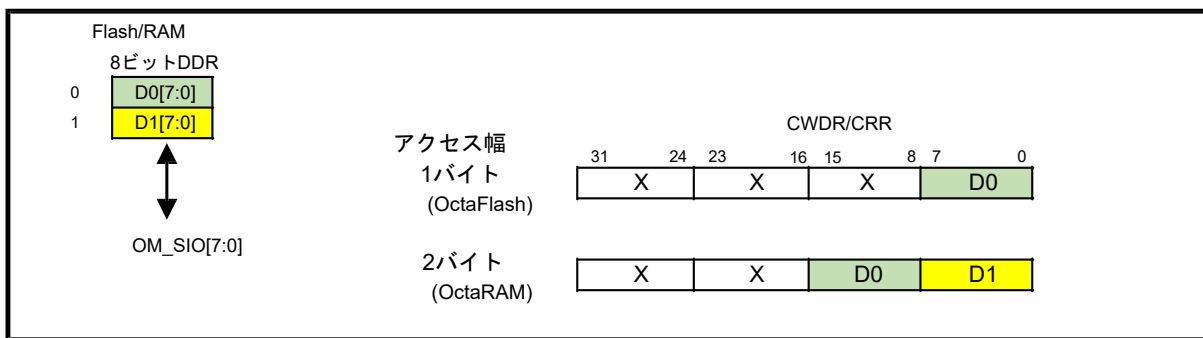 Flash/RAM
8ビットDDR
0 D0[7:0]
1 D1[7:0]
OM_SIO[7:0]
アクセス幅
CWDR/CRR
31 24 23 16 15 8 7 0
1バイト X X X D0
(OctaFlash)
2バイト X X D0 D1
(OctaRAM)